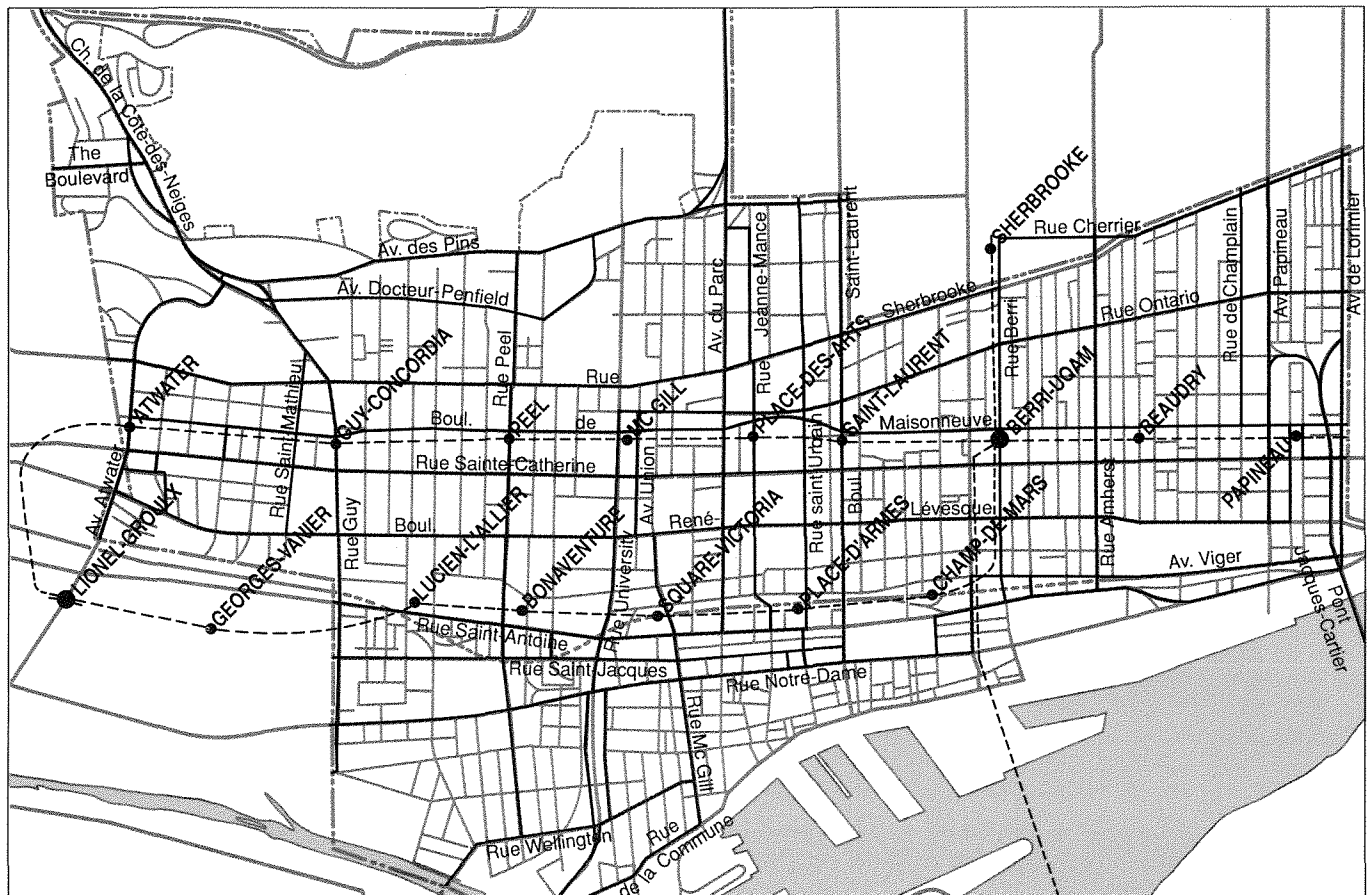 Ch. de la Côte-des-Neiges
The
Boulevard
SHERBROOKE
Rue Cherrier
Av. des Pins
Av. Docteur-Penfield
Rue Peel
Av. du Parc
Jeanne-Mance
Rue
Saint-Laurent
Boul.
Sherbrooke
Rue
Rue Berri
Rue Ontario
Rue de Champlain
Av. Papineau
Av. de Lorimier
ATWATER
GUY-CONCORDIA
PEEL
MC GILL
PLACE-DES-ARTS
SAINT-LAURENT
BERRI-UQAM
BEAUDRY
PAPINEAU
Boul.
de
Maisonneuve
Rue Saint-Mathieu
Rue Sainte-Catherine
Av. Atwater
Rue Guy
Av. Union
Rue University
Rue saint Urbain
Rue Amherst
Boul.
René-
Lévesque
Av. Viger
LIONEL-GROULX
GEORGES-VANIER
LUCIEN-L'ALLIER
BONAVENTURE
SQUARE-VICTORIA
PLACE-D'ARMES
CHAMP-DE-MARS
Pont
Jacques-Cartier
Rue Saint-Antoine
Rue Saint-Jacques
Rue Notre-Dame
Rue Mc Gill
Rue Wellington
Rue
de la Commune